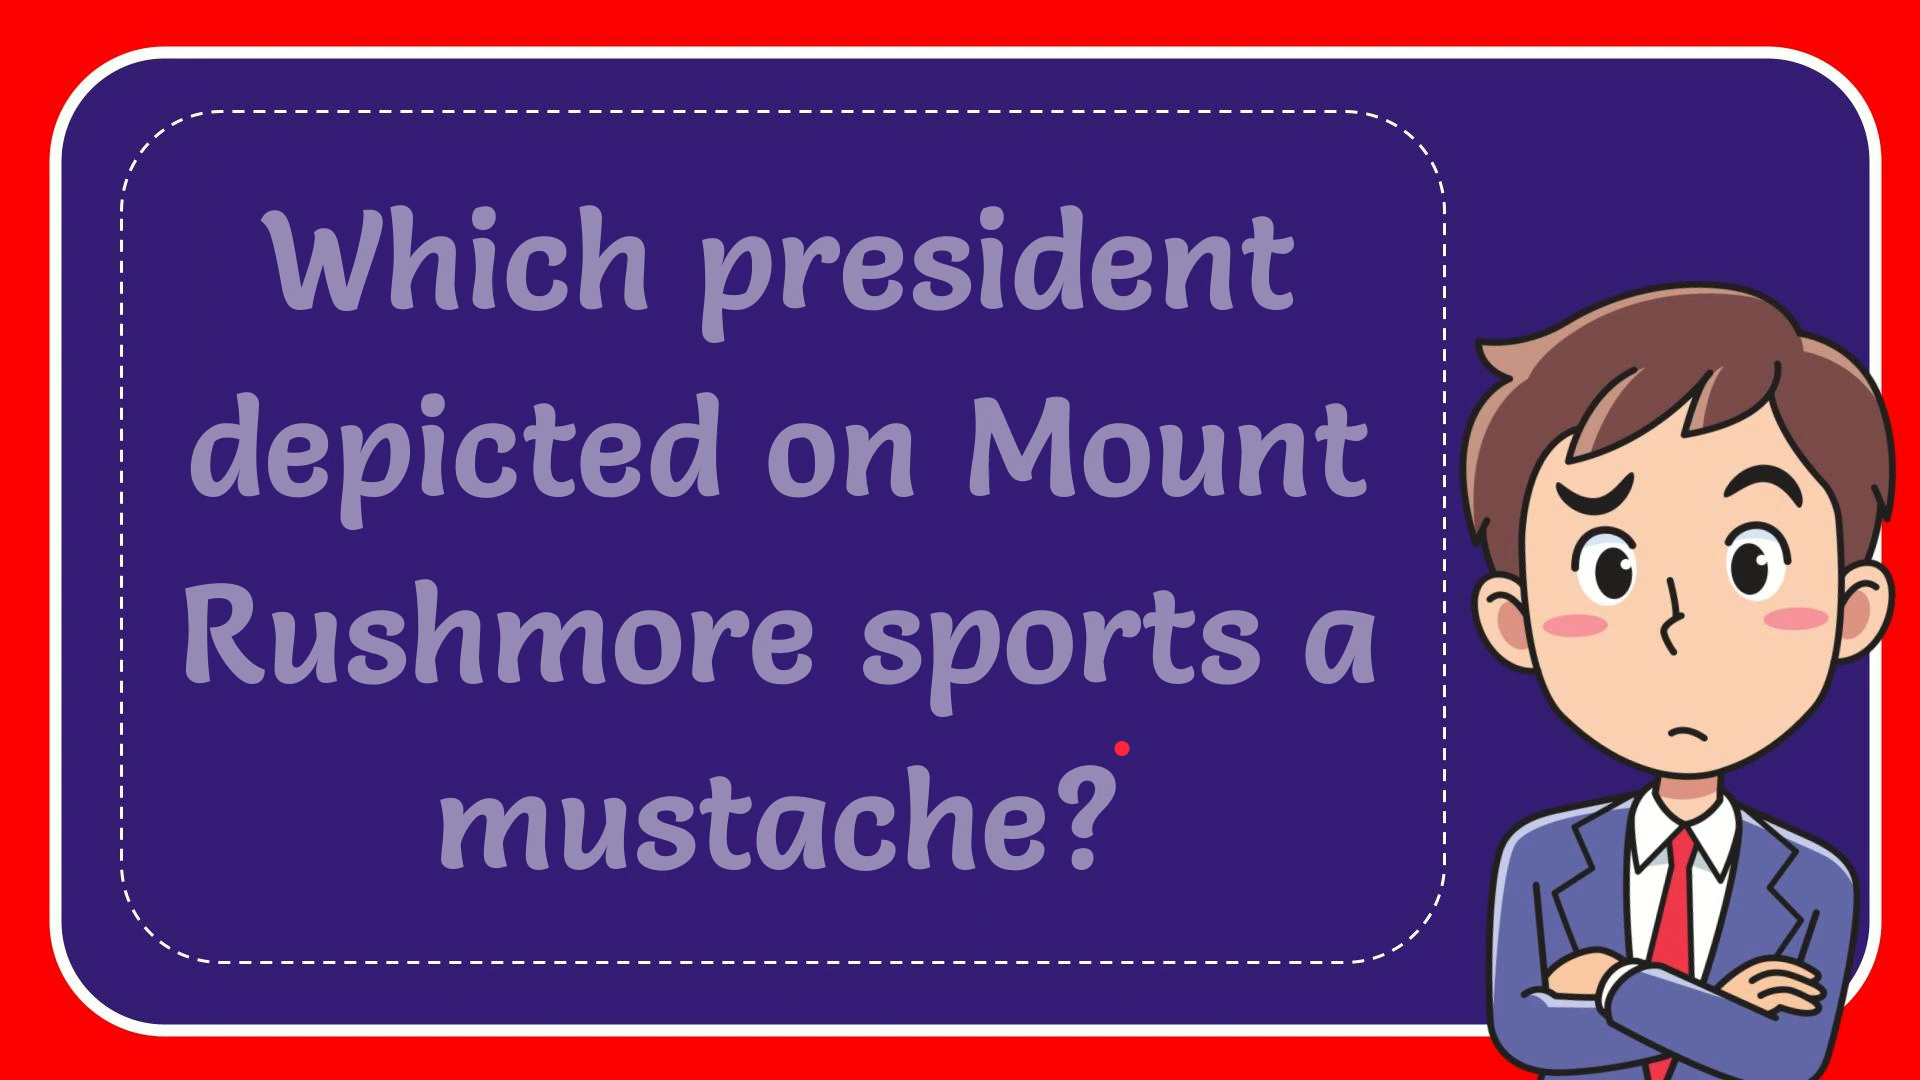 Which president
depicted on Mount
Rushmore sports a
mustache?